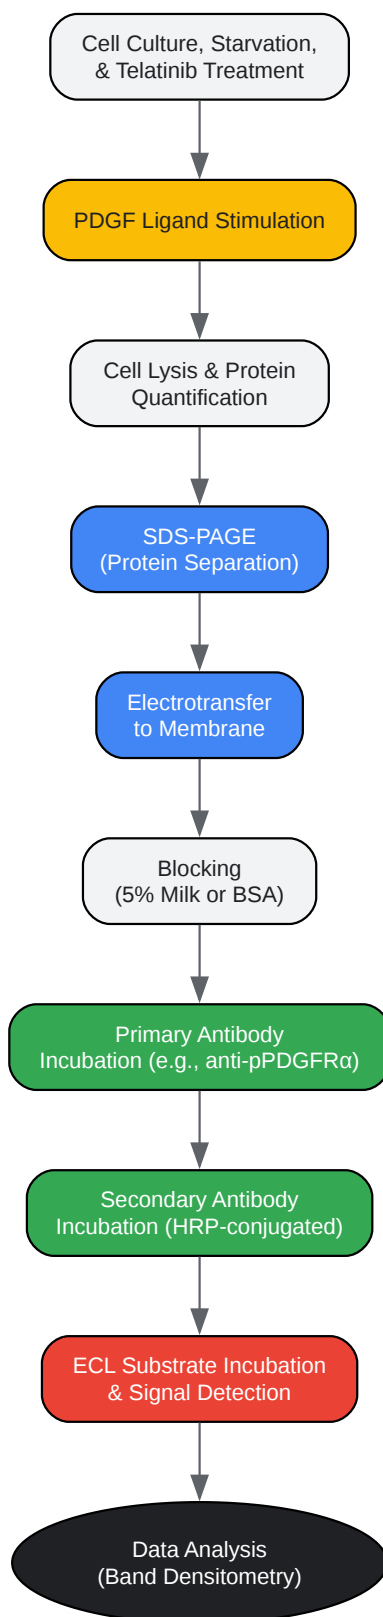 Cell Culture, Starvation,
& Telatinib Treatment
PDGF Ligand Stimulation
Cell Lysis & Protein
Quantification
SDS-PAGE
(Protein Separation)
Electrotransfer
to Membrane
Blocking
(5% Milk or BSA)
Primary Antibody
Incubation (e.g., anti-pPDGFRα)
Secondary Antibody
Incubation (HRP-conjugated)
ECL Substrate Incubation
& Signal Detection
Data Analysis
(Band Densitometry)